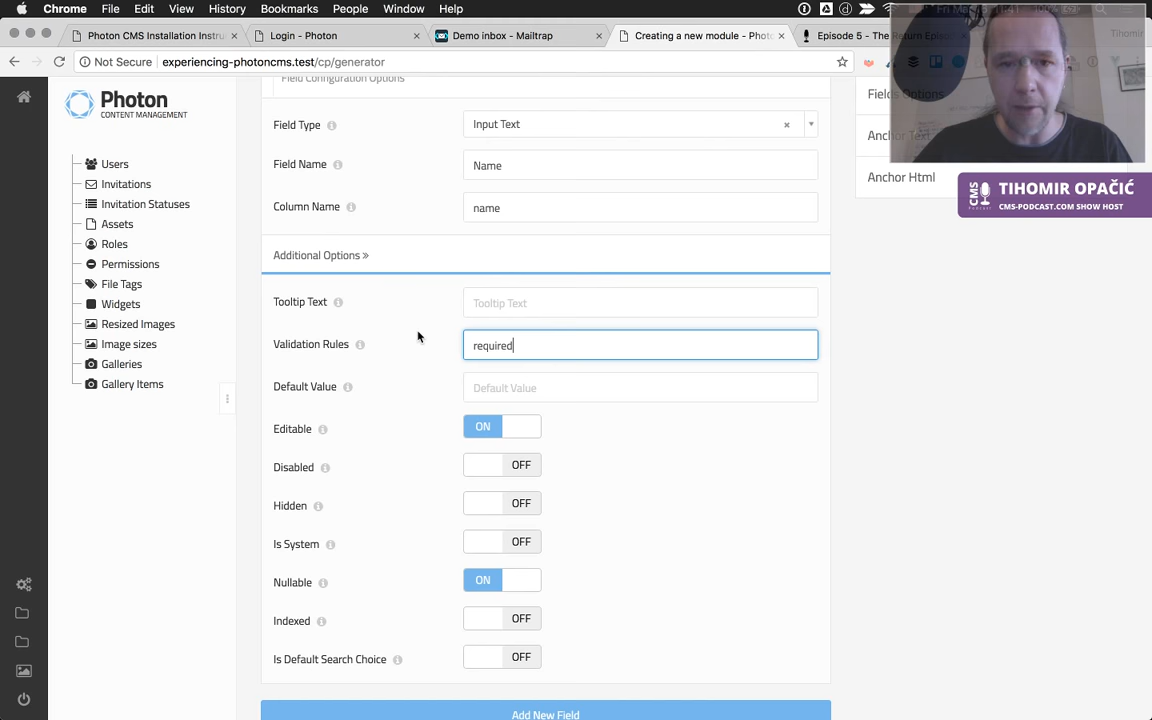 Chrome File Edit View History Bookmarks People Window Help
Photon CMS Installation Instru
Login - Photon
Demo inbox - Mailtrap
Creating a new module - Phot
Episode 5 - The Return Episo
Tihomir
Not Secure
experiencing-photoncms.test/cp/generator
Photon
CONTENT MANAGEMENT
Users
Invitations
Invitation Statuses
Assets
Roles
Permissions
File Tags
Widgets
Resized Images
Image sizes
Galleries
Gallery Items
Field Configuration Options
Field Type
Input Text
Field Name
Name
Column Name
name
Additional Options »
Tooltip Text
Tooltip Text
Validation Rules
required
Default Value
Default Value
Editable
ON
Disabled
OFF
Hidden
OFF
Is System
OFF
Nullable
ON
Indexed
OFF
Is Default Search Choice
OFF
Add New Field
Fields Options
Anchor Text
Anchor Html
CMS
Podcast
TIHOMIR OPAČIĆ
CMS-PODCAST.COM SHOW HOST